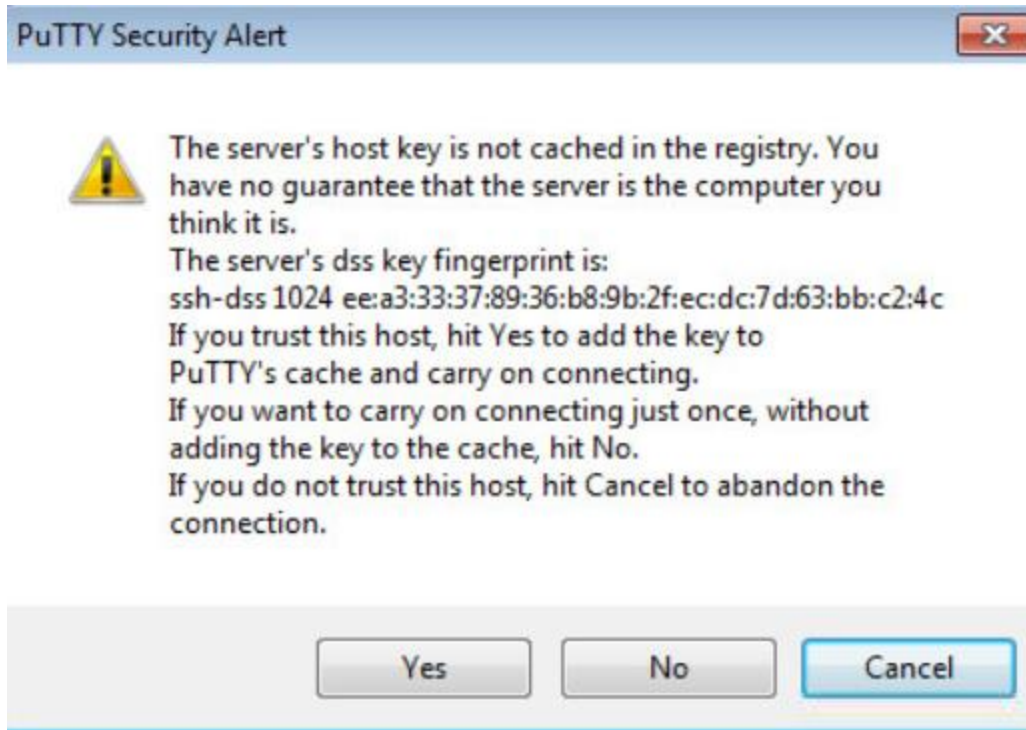 PuTTY Security Alert
The server's host key is not cached in the registry. You
have no guarantee that the server is the computer you
think it is.
The server's dss key fingerprint is:
ssh-dss 1024 ee:a3:33:37:89:36:b8:9b:2f:ec:dc:7d:63:bb:c2:4c
If you trust this host, hit Yes to add the key to
PuTTY's cache and carry on connecting.
If you want to carry on connecting just once, without
adding the key to the cache, hit No.
If you do not trust this host, hit Cancel to abandon the
connection.
Yes No Cancel